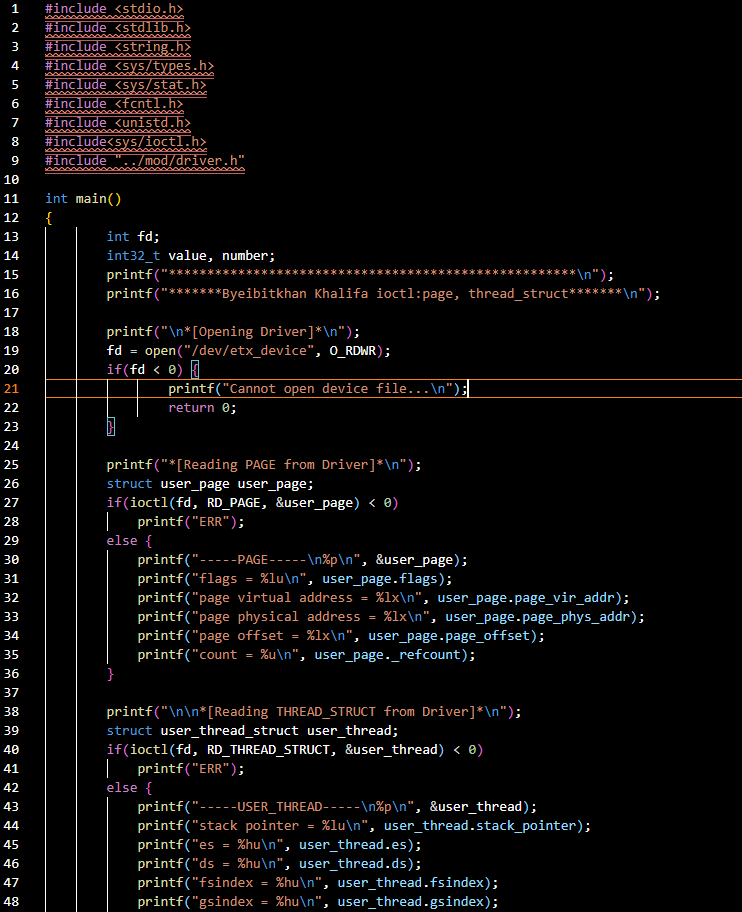 1 #include <stdio.h>
2 #include <stdlib.h>
3 #include <string.h>
4 #include <sys/types.h>
5 #include <sys/stat.h>
6 #include <fcntl.h>
7 #include <unistd.h>
8 #include<sys/ioctl.h>
9 #include "../mod/driver.h"
10
11 int main()
12 {
13 int fd;
14 int32_t value, number;
15 printf("*****************************************************\n");
16 printf("*******Byeibitkhan Khalifa ioctl:page, thread_struct*******\n");
17
18 printf("\n*[Opening Driver]*\n");
19 fd = open("/dev/etx_device", O_RDWR);
20 if(fd < 0) {
21 printf("Cannot open device file...\n");
22 return 0;
23 }
24
25 printf("*[Reading PAGE from Driver]*\n");
26 struct user_page user_page;
27 if(ioctl(fd, RD_PAGE, &user_page) < 0)
28 printf("ERR");
29 else {
30 printf("-----PAGE-----\n%p\n", &user_page);
31 printf("flags = %lu\n", user_page.flags);
32 printf("page virtual address = %lx\n", user_page.page_vir_addr);
33 printf("page physical address = %lx\n", user_page.page_phys_addr);
34 printf("page offset = %lx\n", user_page.page_offset);
35 printf("count = %u\n", user_page._refcount);
36 }
37
38 printf("\n\n*[Reading THREAD_STRUCT from Driver]*\n");
39 struct user_thread_struct user_thread;
40 if(ioctl(fd, RD_THREAD_STRUCT, &user_thread) < 0)
41 printf("ERR");
42 else {
43 printf("-----USER_THREAD-----\n%p\n", &user_thread);
44 printf("stack pointer = %lu\n", user_thread.stack_pointer);
45 printf("es = %hu\n", user_thread.es);
46 printf("ds = %hu\n", user_thread.ds);
47 printf("fsindex = %hu\n", user_thread.fsindex);
48 printf("gsindex = %hu\n", user_thread.gsindex);